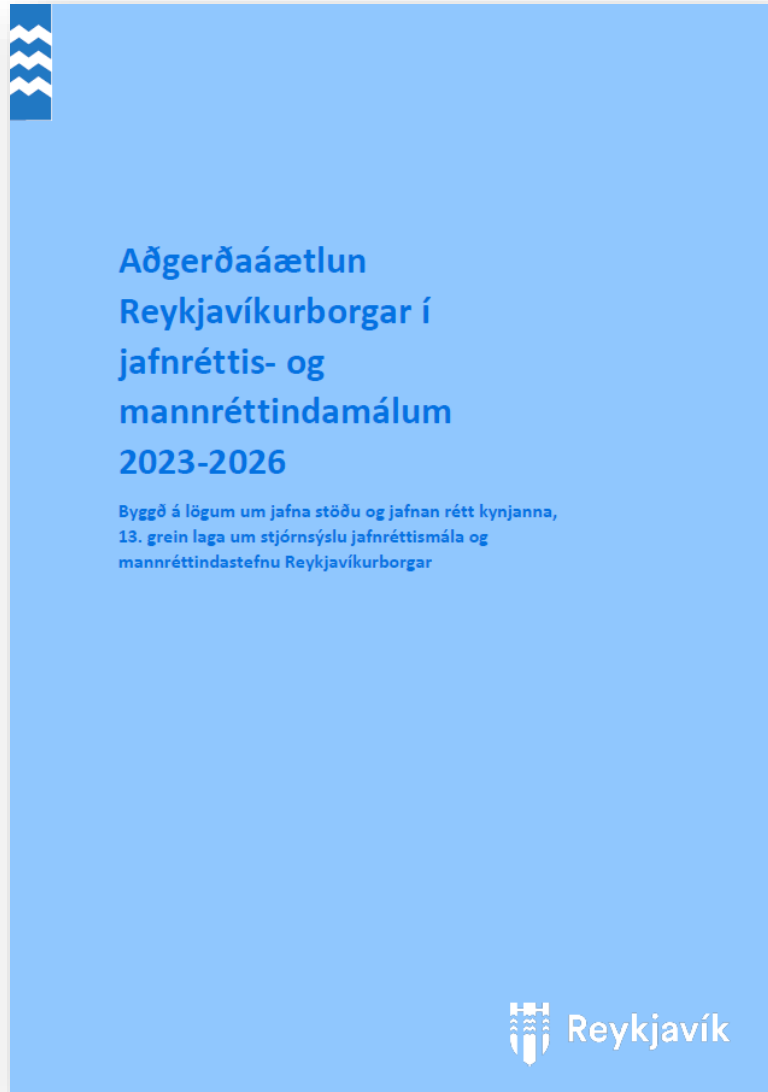 Aðgerðaáætlun
Reykjavíkurborgar í
jafnréttis- og
mannréttindamálum
2023-2026
Byggð á lögum um jafna stöðu og jafnan rétt kynjanna,
13. grein laga um stjórnsýslu jafnréttismála og
mannréttindastefnu Reykjavíkurborgar
Reykjavík